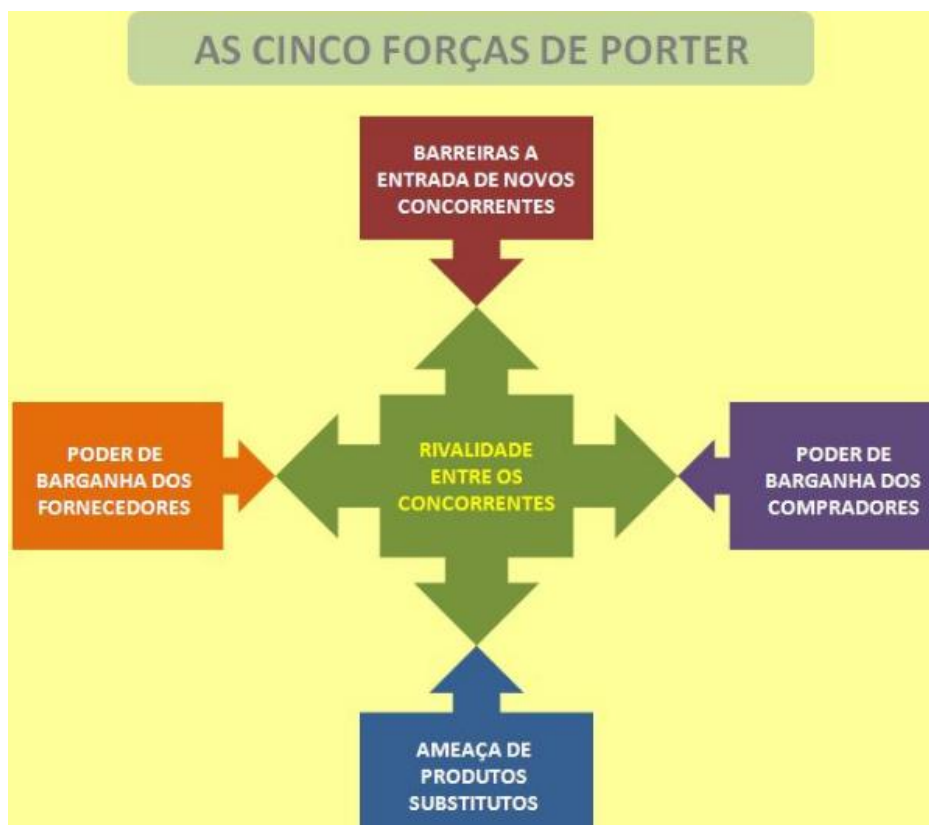 AS CINCO FORÇAS DE PORTER
BARREIRAS A
ENTRADA DE NOVOS
CONCORRENTES
PODER DE
BARGANHA DOS
FORNECEDORES
RIVALIDADE
ENTRE OS
CONCORRENTES
PODER DE
BARGANHA DOS
COMPRADORES
AMEAÇA DE
PRODUTOS
SUBSTITUTOS